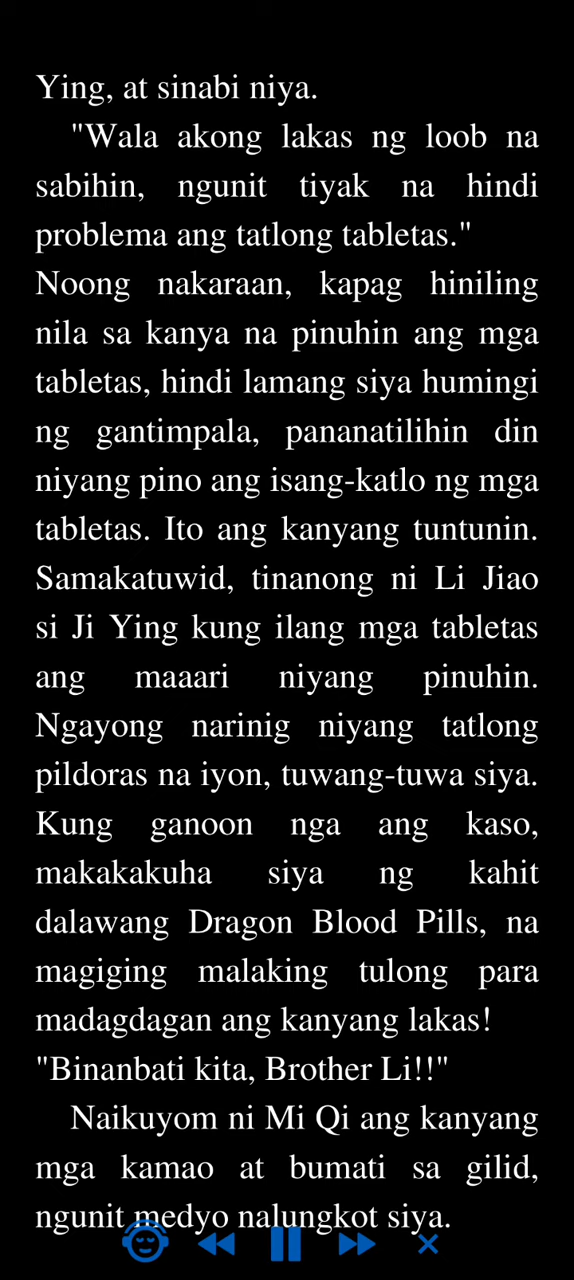 Ying, at sinabi niya.
"Wala akong lakas ng loob na
sabihin, ngunit tiyak na hindi
problema ang tatlong tabletas."
Noong nakaraan, kapag hiniling
nila sa kanya na pinuhin ang mga
tabletas, hindi lamang siya humingi
ng gantimpala, pananatilihin din
niyang pino ang isang-katlo ng mga
tabletas. Ito ang kanyang tuntunin.
Samakatuwid, tinanong ni Li Jiao
si Ji Ying kung ilang mga tabletas
ang maaari niyang pinuhin.
Ngayong narinig niyang tatlong
pildoras na iyon, tuwang-tuwa siya.
Kung ganoon nga ang kaso,
makakakuha siya ng kahit
dalawang Dragon Blood Pills, na
magiging malaking tulong para
madagdagan ang kanyang lakas!
"Binanbati kita, Brother Li!!"
Naikuyom ni Mi Qi ang kanyang
mga kamao at bumati sa gilid,
ngunit medyo nalungkot siya.